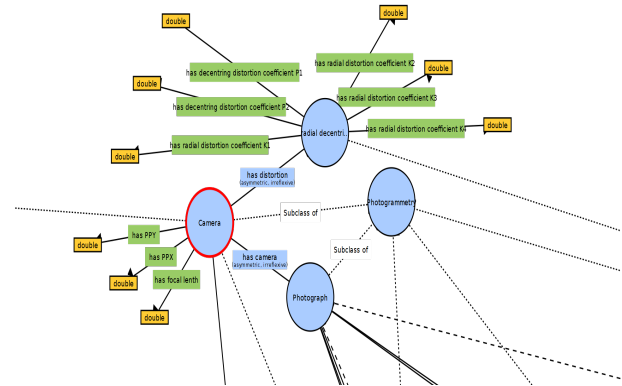 double
double
has radial distortion coefficient K2
double
has decentring distortion coefficient P1
double
has radial distortion coefficient K3
has decentring distortion coefficient P2
double
has radial distortion coefficient K4
radial decentri...
has radial distortion coefficient K1
double
has distortion
(asymmetric, irreflexive)
Photogrammetry
Subclass of
Camera
has PPY
double
Subclass of
has PPX
has camera
(asymmetric, irreflexive)
has focal lenth
double
Photograph
double